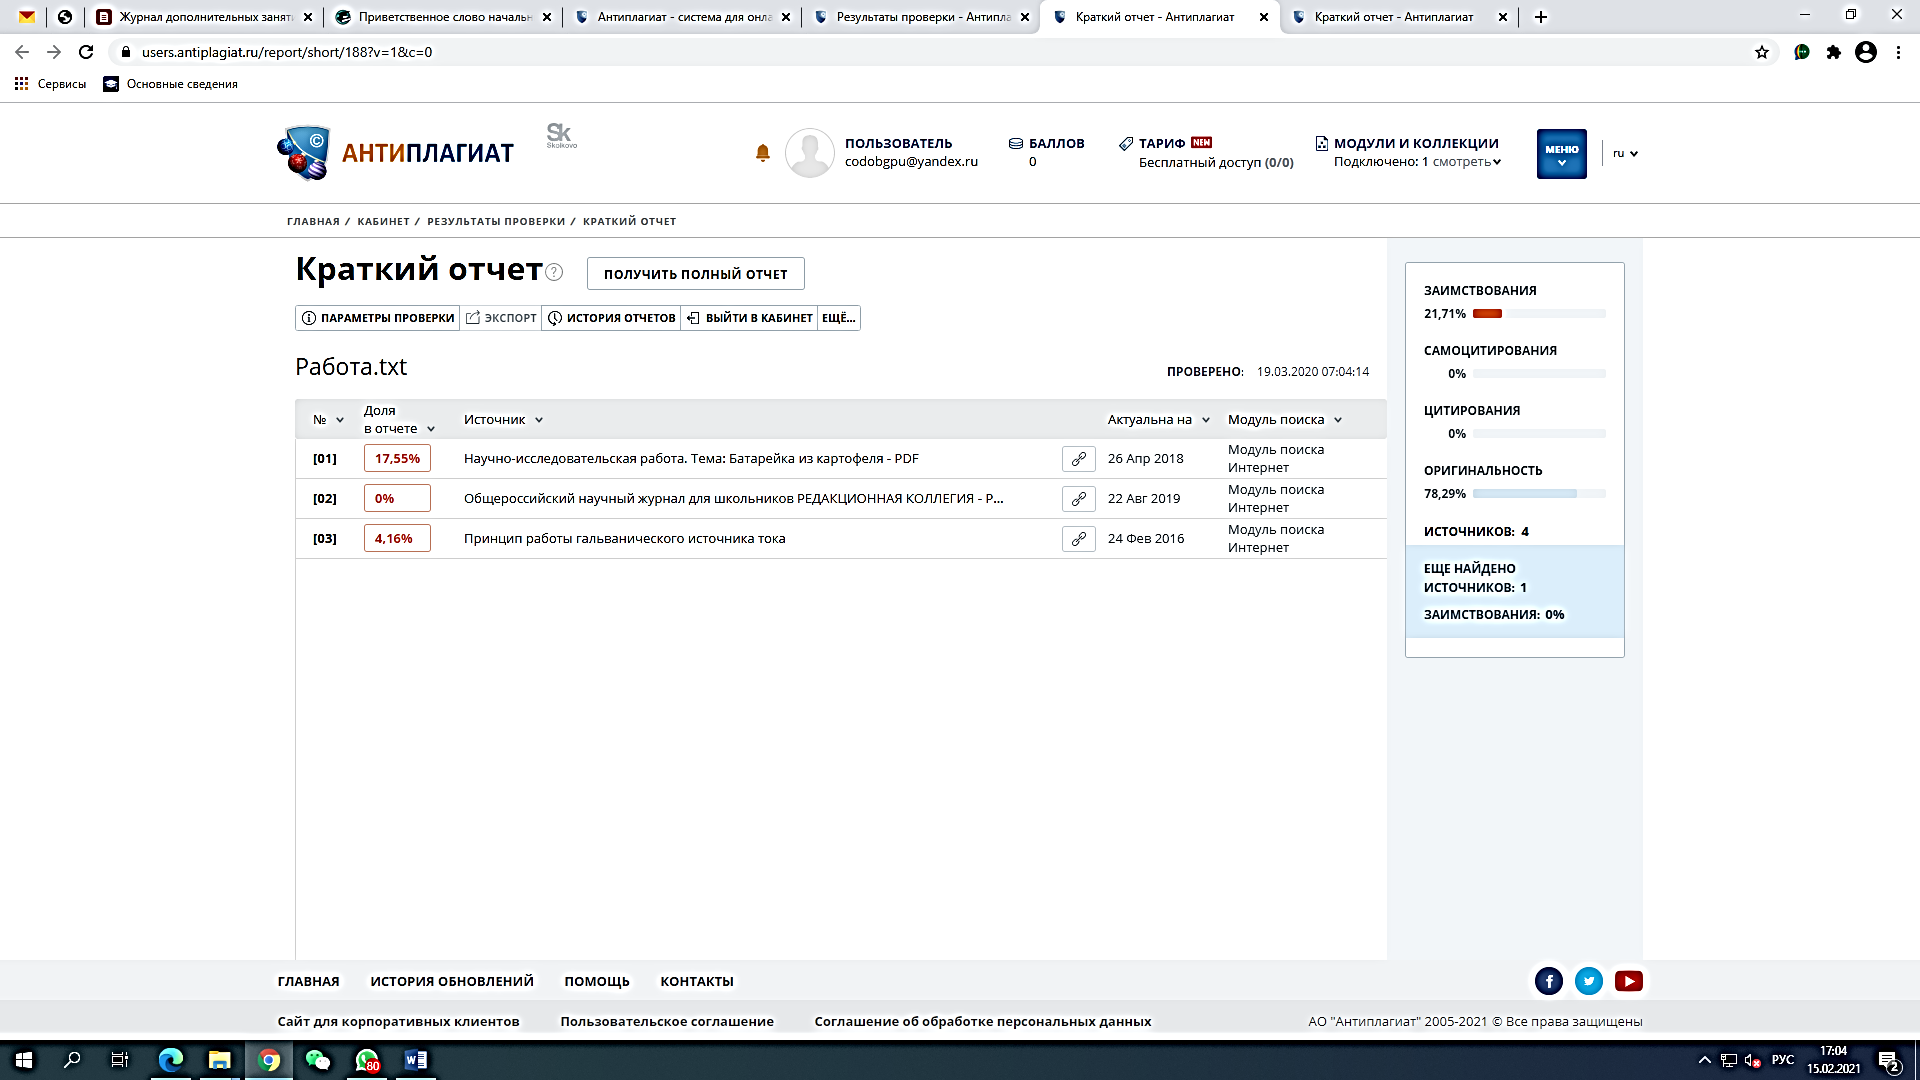 Журнал дополнительных заняти
Приветственное слово начальн
Антиплагиат - система для онла
Результаты проверки - Антипла
Краткий отчет - Антиплагиат
Краткий отчет - Антиплагиат
users.antiplagiat.ru/report/short/188?v=1&c=0
Сервисы
Основные сведения
АНТИПЛАГИАТ
Sk
Skolkovo
ПОЛЬЗОВАТЕЛЬ
codobgpu@yandex.ru
БАЛЛОВ
0
ТАРИФ NEW
Бесплатный доступ (0/0)
МОДУЛИ И КОЛЛЕКЦИИ
Подключено: 1 смотреть
МЕНЮ
ru
ГЛАВНАЯ / КАБИНЕТ / РЕЗУЛЬТАТЫ ПРОВЕРКИ / КРАТКИЙ ОТЧЕТ
Краткий отчет ?
ПОЛУЧИТЬ ПОЛНЫЙ ОТЧЕТ
ПАРАМЕТРЫ ПРОВЕРКИ
ЭКСПОРТ
ИСТОРИЯ ОТЧЕТОВ
ВЫЙТИ В КАБИНЕТ
ЕЩЁ...
Работа.txt
ПРОВЕРЕНО: 19.03.2020 07:04:14
№
Доля
в отчете
Источник
Актуальна на
Модуль поиска
[01]
17,55%
Научно-исследовательская работа. Тема: Батарейка из картофеля - PDF
26 Апр 2018
Модуль поиска
Интернет
[02]
0%
Общероссийский научный журнал для школьников РЕДАКЦИОННАЯ КОЛЛЕГИЯ - P...
22 Авг 2019
Модуль поиска
Интернет
[03]
4,16%
Принцип работы гальванического источника тока
24 Фев 2016
Модуль поиска
Интернет
ЗАИМСТВОВАНИЯ
21,71%
САМОЦИТИРОВАНИЯ
0%
ЦИТИРОВАНИЯ
0%
ОРИГИНАЛЬНОСТЬ
78,29%
ИСТОЧНИКОВ: 4
ЕЩЕ НАЙДЕНО
ИСТОЧНИКОВ: 1
ЗАИМСТВОВАНИЯ: 0%
ГЛАВНАЯ
ИСТОРИЯ ОБНОВЛЕНИЙ
ПОМОЩЬ
КОНТАКТЫ
Сайт для корпоративных клиентов
Пользовательское соглашение
Соглашение об обработке персональных данных
АО "Антиплагиат" 2005-2021 © Все права защищены
80
РУС
17:04
15.02.2021
2